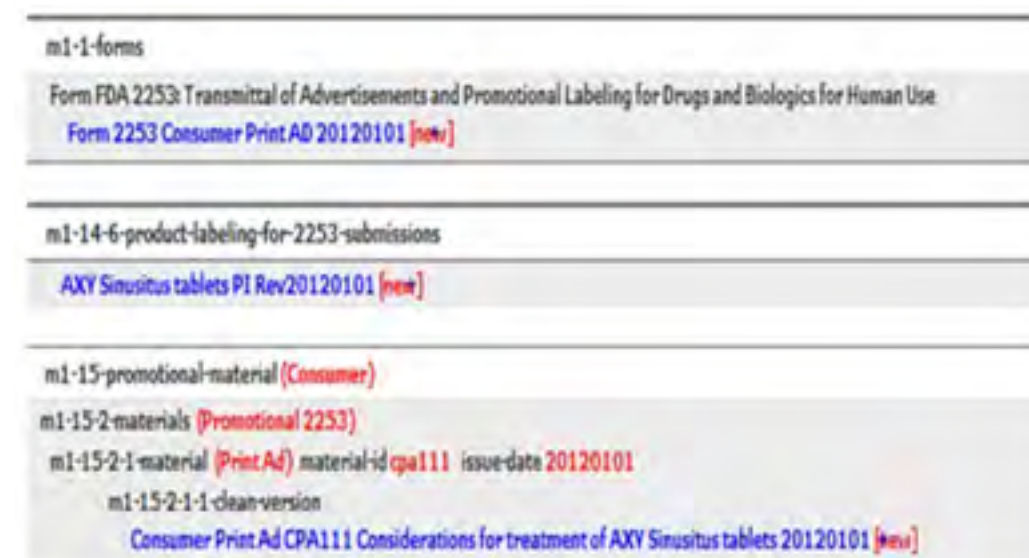 m1-1-forms
Form FDA 2253: Transmittal of Advertisements and Promotional Labeling for Drugs and Biologics for Human Use
Form 2253 Consumer Print AD 20120101 [new]
m1-14-6-product-labeling-for-2253-submissions
AXY Sinusitus tablets PI Rev20120101 [new]
m1-15-promotional-material (Consumer)
m1-15-2-materials (Promotional 2253)
m1-15-2-1-material (Print Ad) material-id cpa111 issue-date 20120101
m1-15-2-1-1-clean-version
Consumer Print Ad CPA111 Considerations for treatment of AXY Sinusitus tablets 20120101 [new]